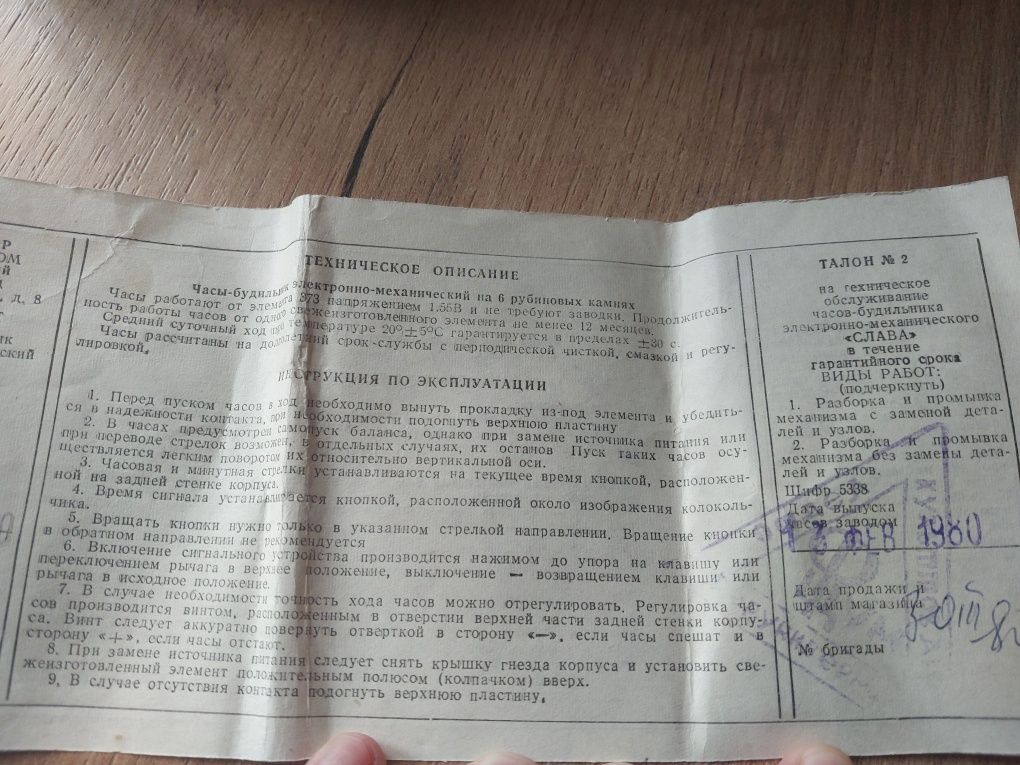 Р
ОМ
ой
д
, д. 8
т
ик
ский
ТЕХНИЧЕСКОЕ ОПИСАНИЕ
Часы-будильник электронно-механический на 6 рубиновых камнях
Часы работают от элемента 373 напряжением 1,55В и не требуют заводки. Продолжитель-
ность работы часов от одного свежеизготовленного элемента не менее 12 месяцев.
Средний суточный ход при температуре 20°±5°С гарантируется в пределах ±30 с.
Часы рассчитаны на долголетний срок службы с периодической чисткой, смазкой и регу-
лировкой.
ИНСТРУКЦИЯ ПО ЭКСПЛУАТАЦИИ
1. Перед пуском часов в ход необходимо вынуть прокладку из-под элемента и убедить-
ся в надежности контакта, при необходимости подогнуть верхнюю пластину
2. В часах предусмотрен самопуск баланса, однако при замене источника питания или
при переводе стрелок возможен, в отдельных случаях, их останов Пуск таких часов осу-
ществляется легким поворотом их относительно вертикальной оси.
3. Часовая и минутная стрелки устанавливаются на текущее время кнопкой, расположен-
ной на задней стенке корпуса.
4. Время сигнала устанавливается кнопкой, расположенной около изображения колоколь-
чика.
5. Вращать кнопки нужно только в указанном стрелкой направлении. Вращение кнопки
в обратном направлении не рекомендуется
6. Включение сигнального устройства производится нажимом до упора на клавишу или
переключением рычага в верхнее положение, выключение — возвращением клавиши или
рычага в исходное положение.
7. В случае необходимости точность хода часов можно отрегулировать. Регулировка ча-
сов производится винтом, расположенным в отверстии верхней части задней стенки корпу-
са. Винт следует аккуратно повернуть отверткой в сторону «—», если часы спешат и в
сторону «+», если часы отстают.
8. При замене источника питания следует снять крышку гнезда корпуса и установить све-
жеизготовленный элемент положительным полюсом (колпачком) вверх.
9. В случае отсутствия контакта подогнуть верхнюю пластину.
ТАЛОН № 2
на техническое
обслуживание
часов-будильника
электронно-механического
«СЛАВА»
в течение
гарантийного срока
ВИДЫ РАБОТ:
(подчеркнуть)
1. Разборка и промывка
механизма с заменой дета-
лей и узлов.
2. Разборка и промывка
механизма без замены дета-
лей и узлов.
Шифр 5338
Дата выпуска
часов заводом
ФЕВ 1980
Дата продажи и
штамп магазина
№ бригады